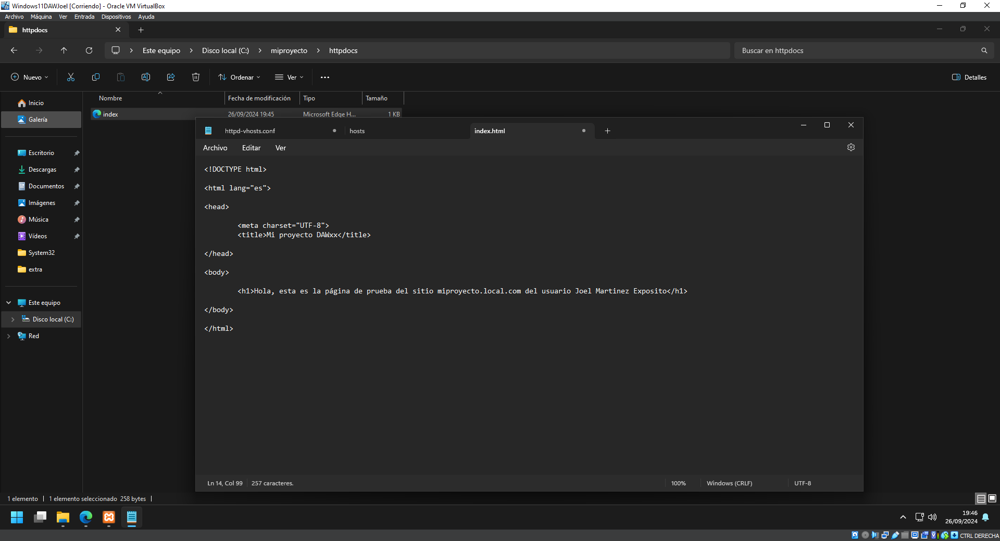 Windows11DAWJoel [Corriendo] - Oracle VM VirtualBox
Archivo Máquina Ver Entrada Dispositivos Ayuda
httpdocs
Este equipo Disco local (C:) miproyecto httpdocs Buscar en httpdocs
Nuevo Ordenar Ver Detalles
Nombre Fecha de modificación Tipo Tamaño
index 26/09/2024 19:45 Microsoft Edge H... 1 KB
Inicio
Galería
Escritorio
Descargas
Documentos
Imágenes
Música
Vídeos
System32
extra
Este equipo
Disco local (C:)
Red
httpd-vhosts.conf hosts index.html
Archivo Editar Ver
<!DOCTYPE html>
<html lang="es">
<head>
<meta charset="UTF-8">
<title>Mi proyecto DAWxx</title>
</head>
<body>
<h1>Hola, esta es la página de prueba del sitio miproyecto.local.com del usuario Joel Martinez Exposito</h1>
</body>
</html>
Ln 14, Col 99 257 caracteres. 100% Windows (CRLF) UTF-8
1 elemento 1 elemento seleccionado 258 bytes
19:46
26/09/2024
CTRL DERECHA